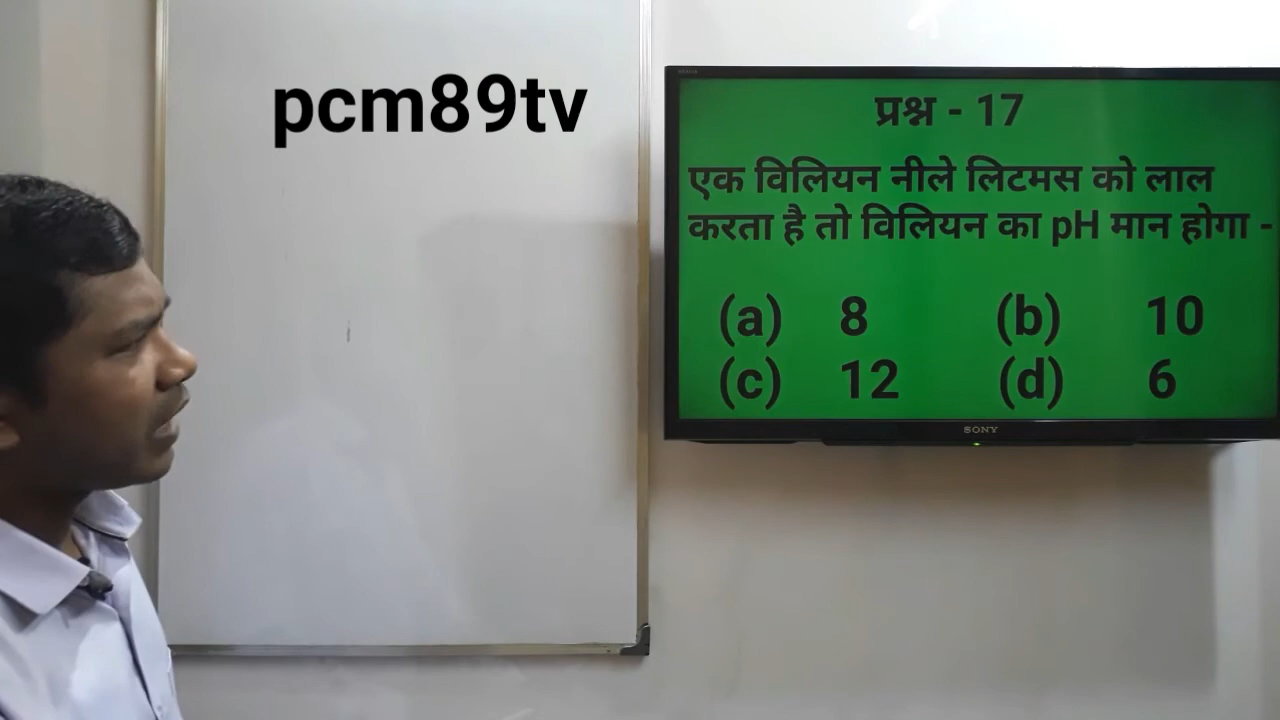 pcm89tv
प्रश्न - 17
एक विलियन नीले लिटमस को लाल
करता है तो विलियन का pH मान होगा -
(a) 8 (b) 10
(c) 12 (d) 6
SONY